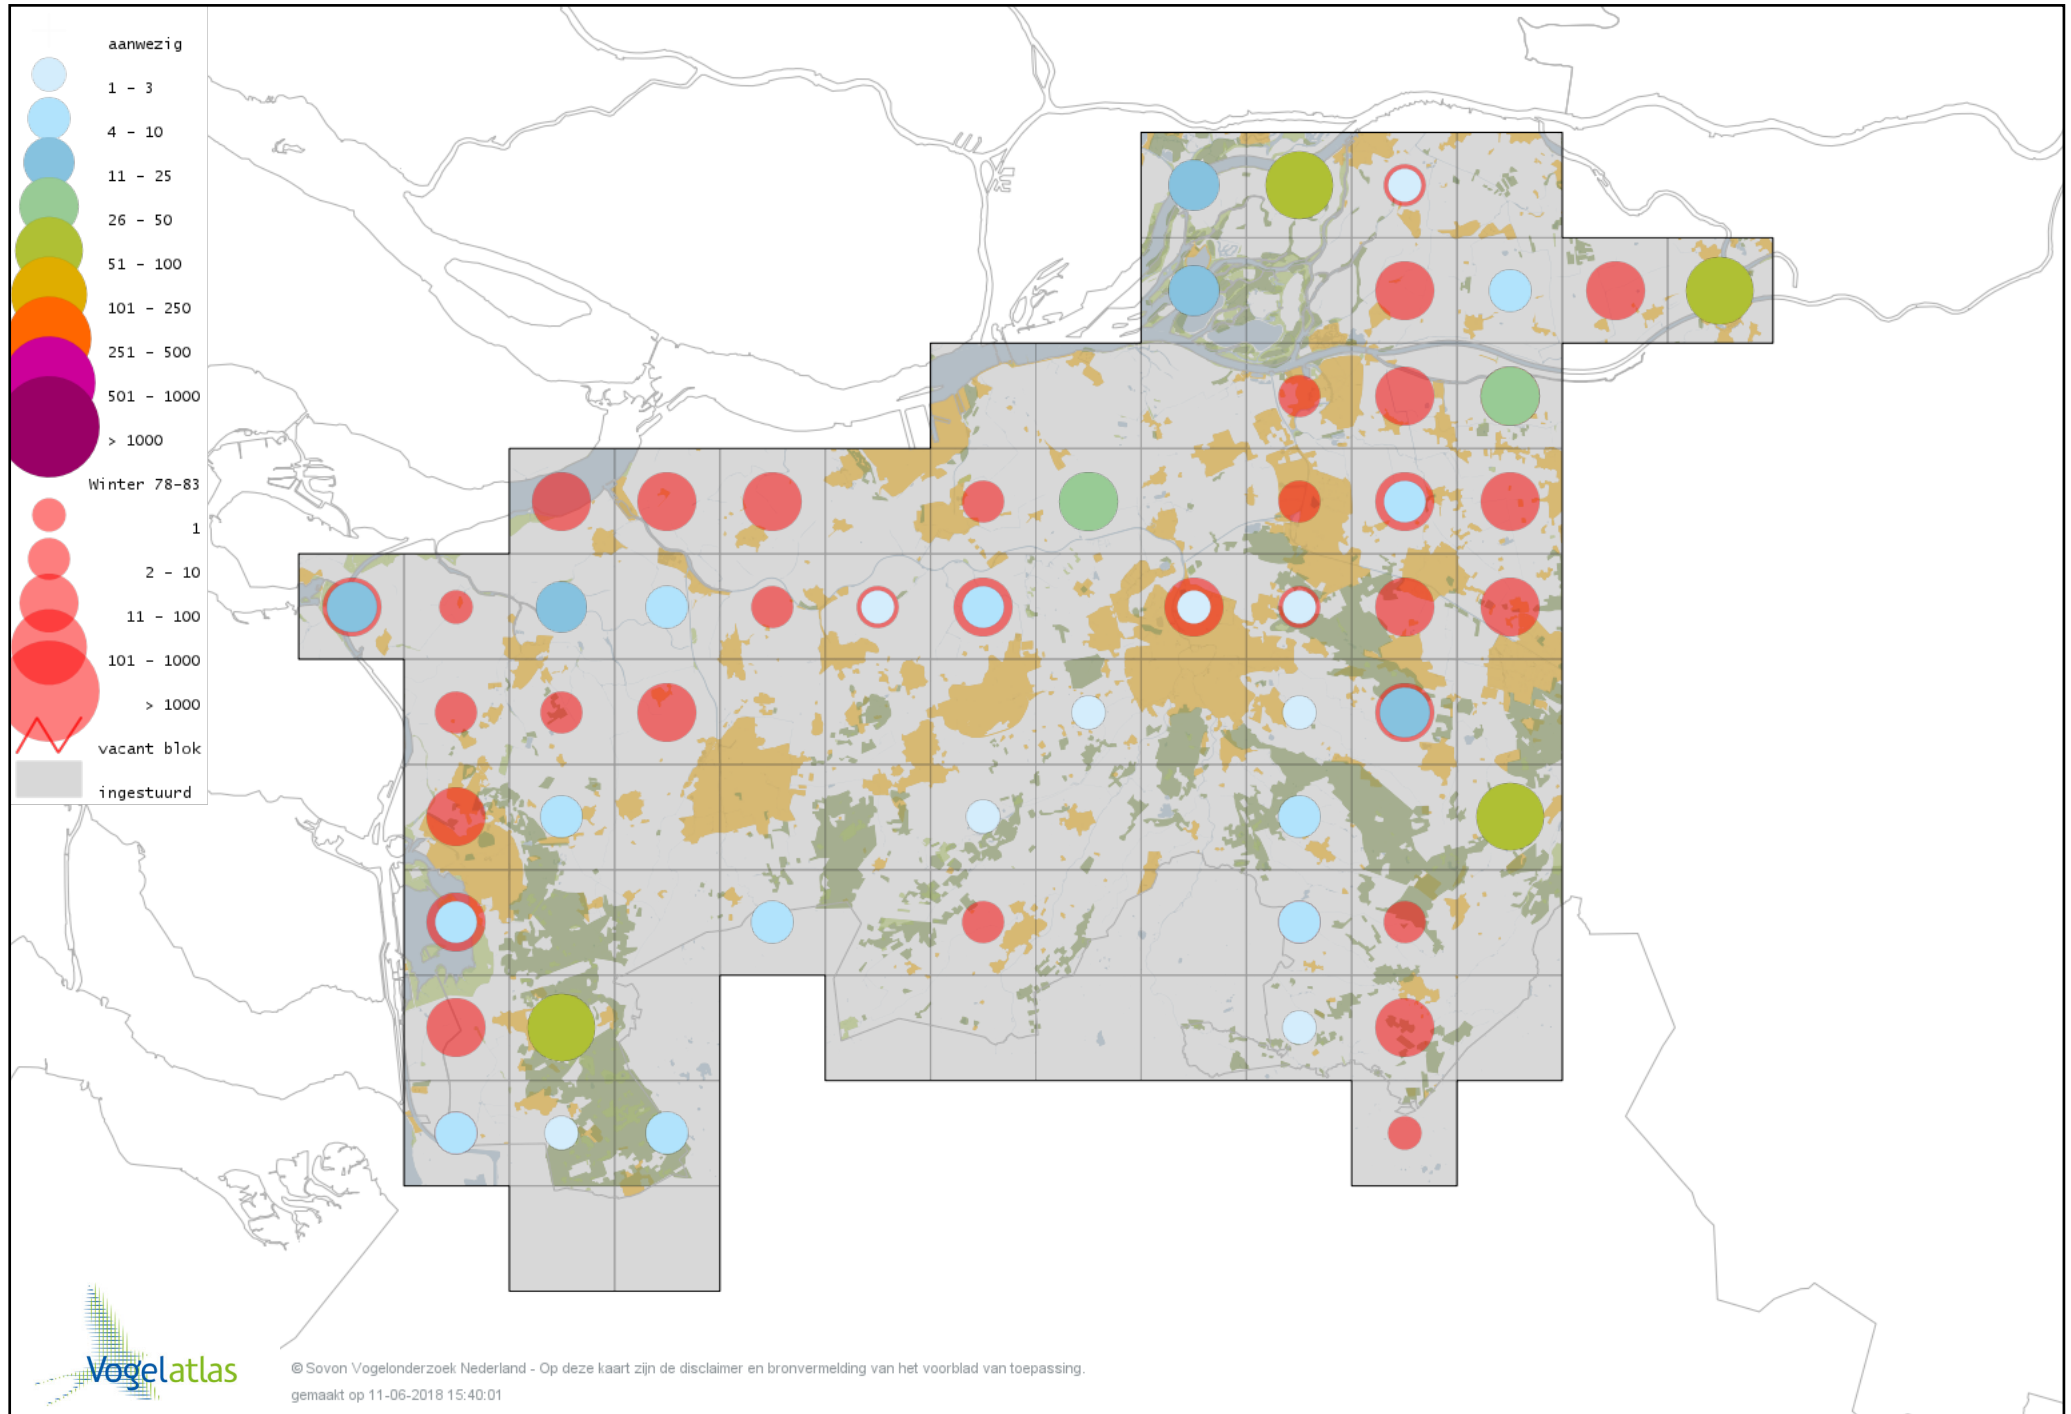 aanwezig
1 - 3
4 - 10
11 - 25
26 - 50
51 - 100
101 - 250
251 - 500
501 - 1000
> 1000
Winter 78-83
1
2 - 10
11 - 100
101 - 1000
> 1000
vacant blok
ingestuurd
Vogelatlas
© Sovon Vogelonderzoek Nederland - Op deze kaart zijn de disclaimer en bronvermelding van het voorblad van toepassing.
gemaakt op 11-06-2018 15:40:01